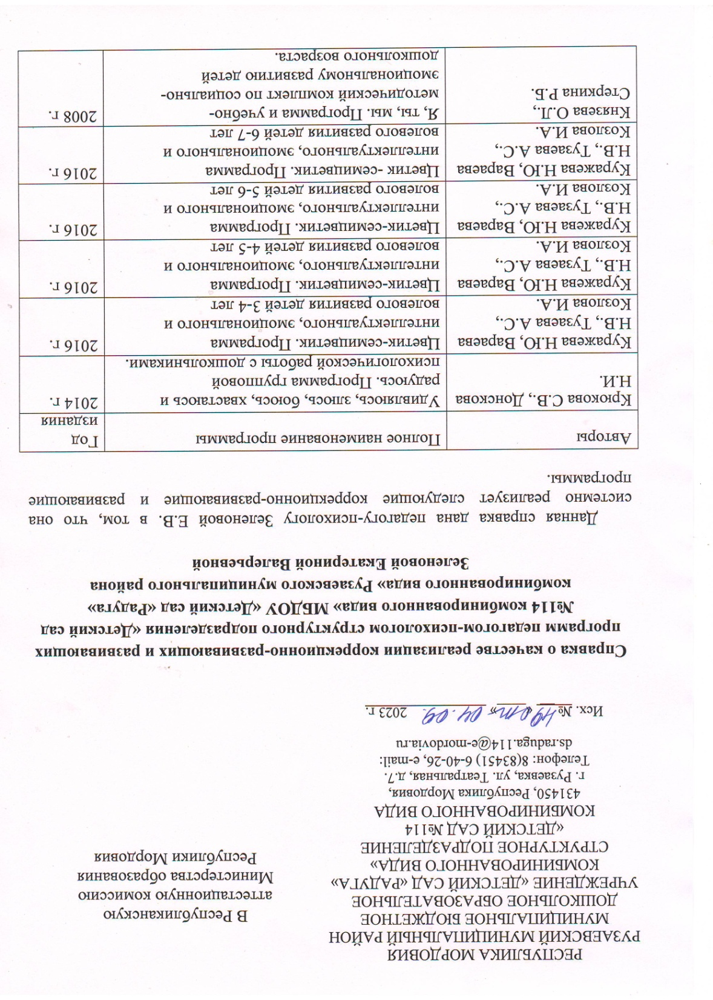 РЕСПУБЛИКА МОРДОВИЯ
РУЗАЕВСКИЙ МУНИЦИПАЛЬНЫЙ РАЙОН
МУНИЦИПАЛЬНОЕ БЮДЖЕТНОЕ
ДОШКОЛЬНОЕ ОБРАЗОВАТЕЛЬНОЕ
УЧРЕЖДЕНИЕ «ДЕТСКИЙ САД «РАДУГА»
КОМБИНИРОВАННОГО ВИДА»
СТРУКТУРНОЕ ПОДРАЗДЕЛЕНИЕ
«ДЕТСКИЙ САД №114
КОМБИНИРОВАННОГО ВИДА
431450, Республика Мордовия,
г. Рузаевка, ул. Театральная, д.7.
Телефон: 8(83451) 6-40-26, e-mail:
ds.raduga.114@e-mordovia.ru
Исх. № 49 « от » 04.09. 2023 г.
В Республиканскую
аттестационную комиссию
Министерства образования
Республики Мордовия
Справка о качестве реализации коррекционно-развивающих и развивающих
программ педагогом-психологом структурного подразделения «Детский сад
№114 комбинированного вида» МБДОУ «Детский сад «Радуга»
комбинированного вида» Рузаевского муниципального района
Зеленовой Екатериной Валерьевной
Данная справка дана педагогу-психологу Зеленовой Е.В. в том, что она
системно реализует следующие коррекционно-развивающие и развивающие
программы.
Авторы
Полное наименование программы
Год
издания
Крюкова С.В., Донскова
Н.И.
Удивляюсь, злюсь, боюсь, хвастаюсь и
радуюсь. Программа групповой
психологической работы с дошкольниками.
2014 г.
Куражева Н.Ю, Вараева
Н.В., Тузаева А.С.,
Козлова И.А.
Цветик-семицветик. Программа
интеллектуального, эмоционального и
волевого развития детей 3-4 лет
2016 г.
Куражева Н.Ю, Вараева
Н.В., Тузаева А.С.,
Козлова И.А.
Цветик-семицветик. Программа
интеллектуального, эмоционального и
волевого развития детей 4-5 лет
2016 г.
Куражева Н.Ю, Вараева
Н.В., Тузаева А.С.,
Козлова И.А.
Цветик-семицветик. Программа
интеллектуального, эмоционального и
волевого развития детей 5-6 лет
2016 г.
Куражева Н.Ю, Вараева
Н.В., Тузаева А.С.,
Козлова И.А.
Цветик -семицветик. Программа
интеллектуального, эмоционального и
волевого развития детей 6-7 лет
2016 г.
Князева О.Л.,
Стеркина Р.Б.
Я, ты, мы. Программа и учебно-
методический комплект по социально-
эмоциональному развитию детей
дошкольного возраста.
2008 г.